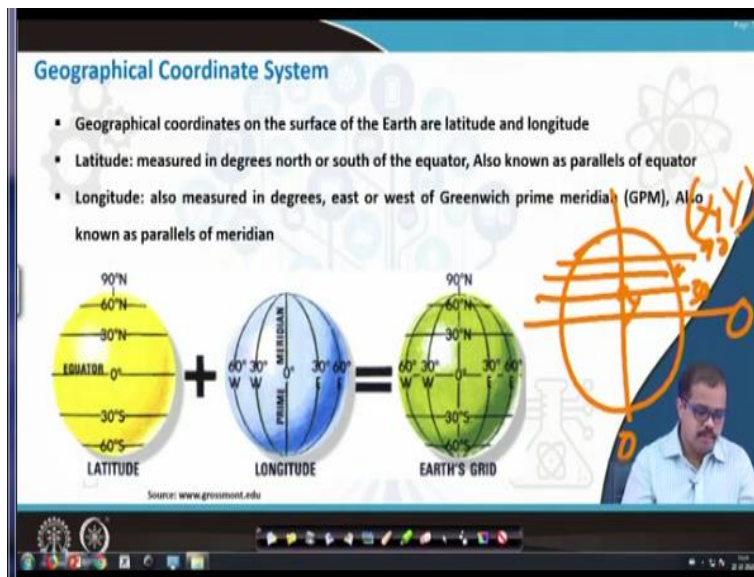 Geographical Coordinate System
▪ Geographical coordinates on the surface of the Earth are latitude and longitude
▪ Latitude: measured in degrees north or south of the equator, Also known as parallels of equator
▪ Longitude: also measured in degrees, east or west of Greenwich prime meridian (GPM), Also
known as parallels of meridian
(X, Y)
90
30
0
0
90°N
60°N
30°N
EQUATOR 0°
30°S
60°S
LATITUDE
+
60° 30° 0° 30° 60°
W W E E
PRIME MERIDIAN
LONGITUDE
=
90°N
60°N
30°N
60° 30° 0° 30° 60°
W W E E
30°S
60°S
EARTH'S GRID
Source: www.grossmont.edu